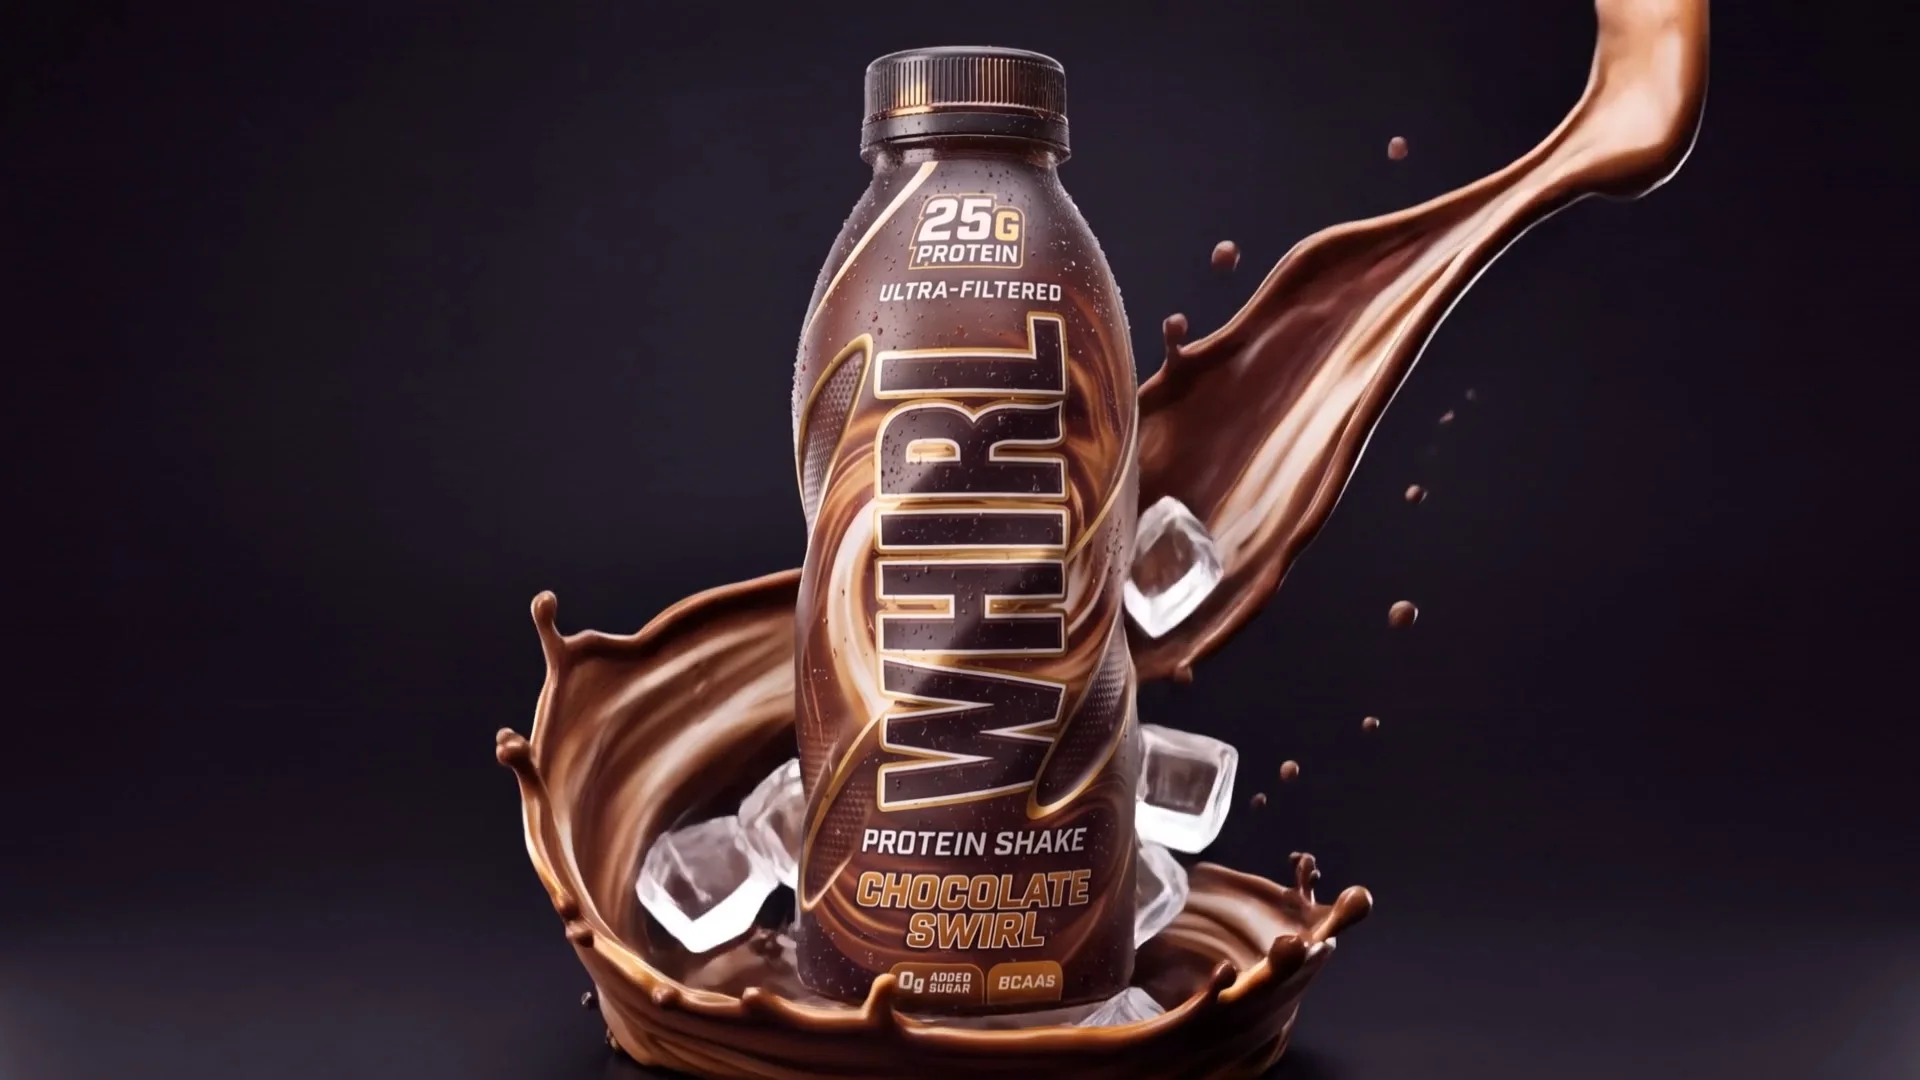 25G
PROTEIN
ULTRA-FILTERED
WHIRL
PROTEIN SHAKE
CHOCOLATE
SWIRL
0g ADDED
SUGAR
BCAAS